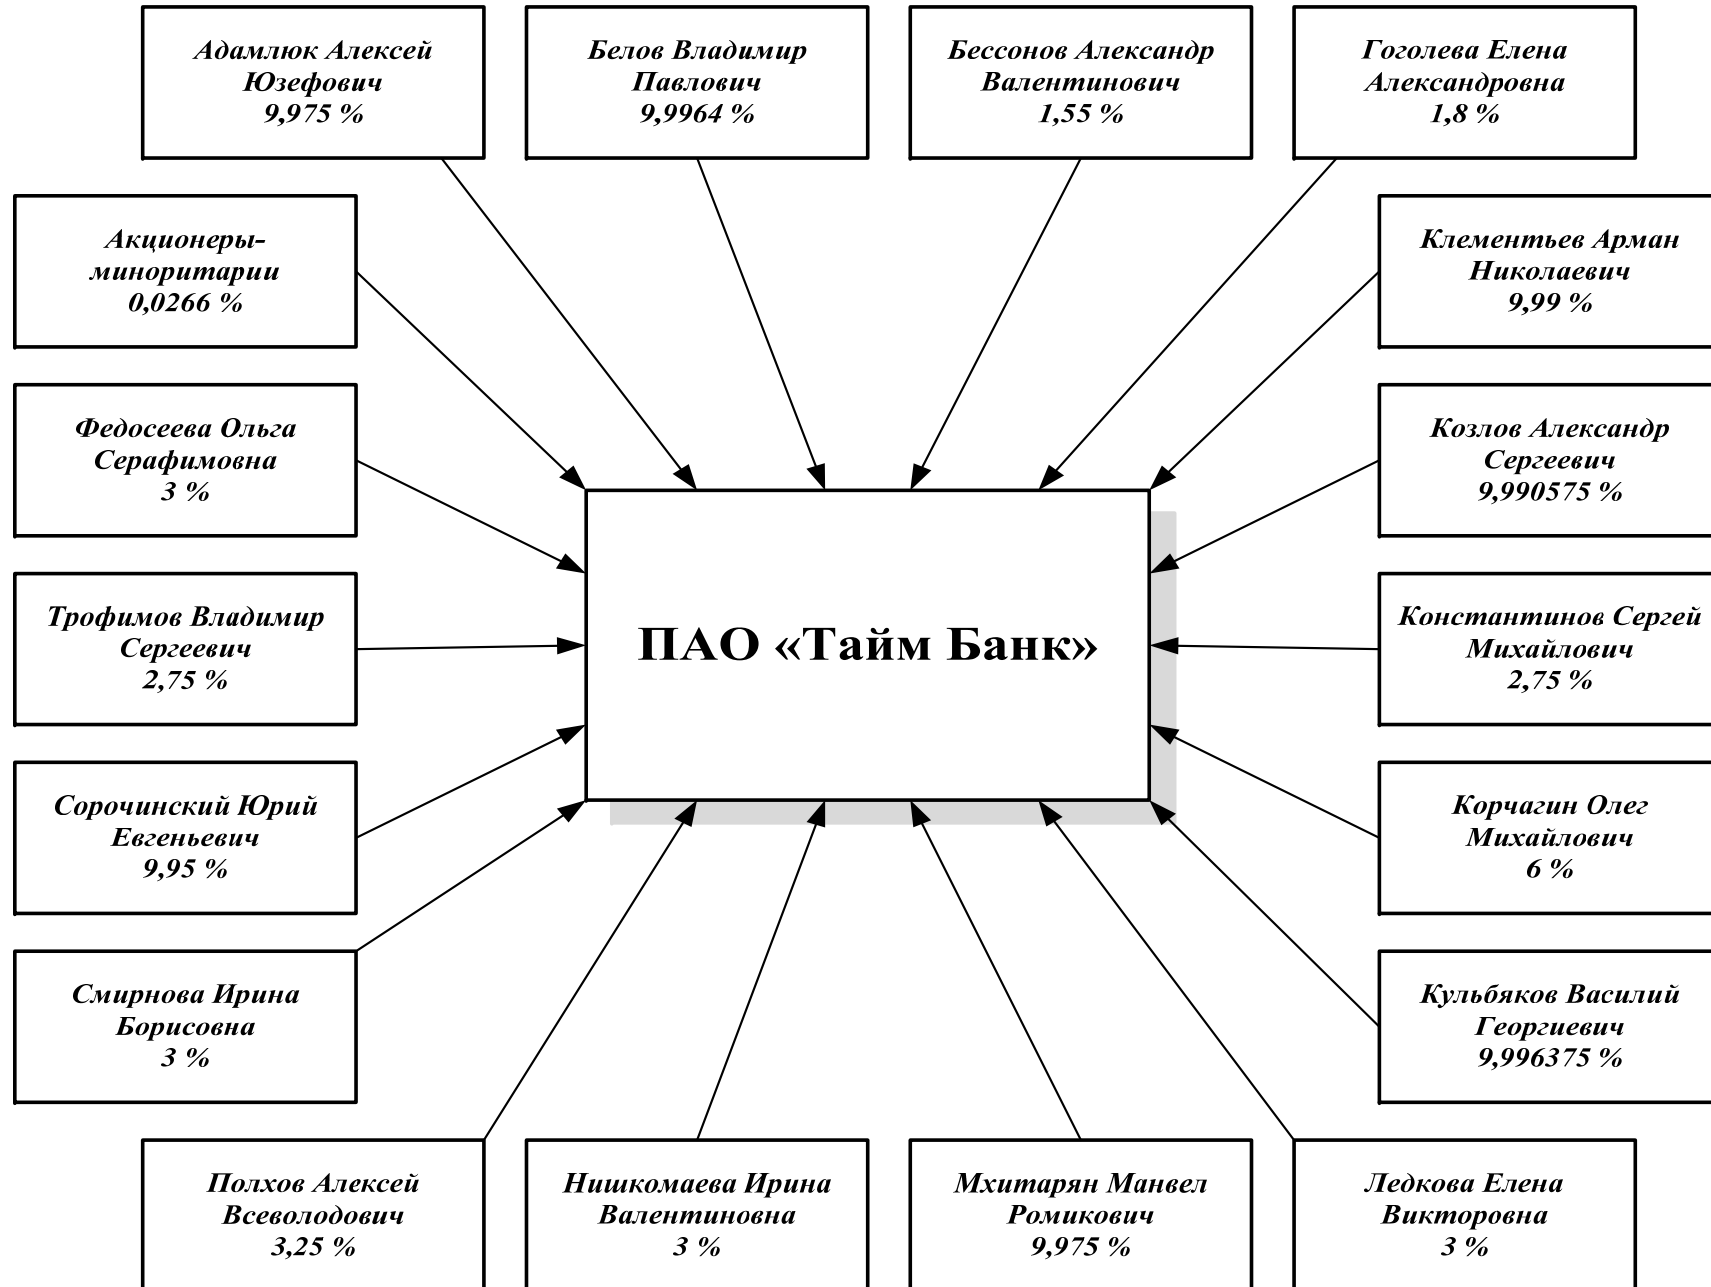 Адамлюк Алексей
Юзефович
9,975 %
Белов Владимир
Павлович
9,9964 %
Бессонов Александр
Валентинович
1,55 %
Гоголева Елена
Александровна
1,8 %
Акционеры-
миноритарии
0,0266 %
Клементьев Арман
Николаевич
9,99 %
Федосеева Ольга
Серафимовна
3 %
Козлов Александр
Сергеевич
9,990575 %
Трофимов Владимир
Сергеевич
2,75 %
ПАО «Тайм Банк»
Константинов Сергей
Михайлович
2,75 %
Сорочинский Юрий
Евгеньевич
9,95 %
Корчагин Олег
Михайлович
6 %
Смирнова Ирина
Борисовна
3 %
Кульбяков Василий
Георгиевич
9,996375 %
Полхов Алексей
Всеволодович
3,25 %
Нишкомаева Ирина
Валентиновна
3 %
Мхитарян Манвел
Ромикович
9,975 %
Ледкова Елена
Викторовна
3 %